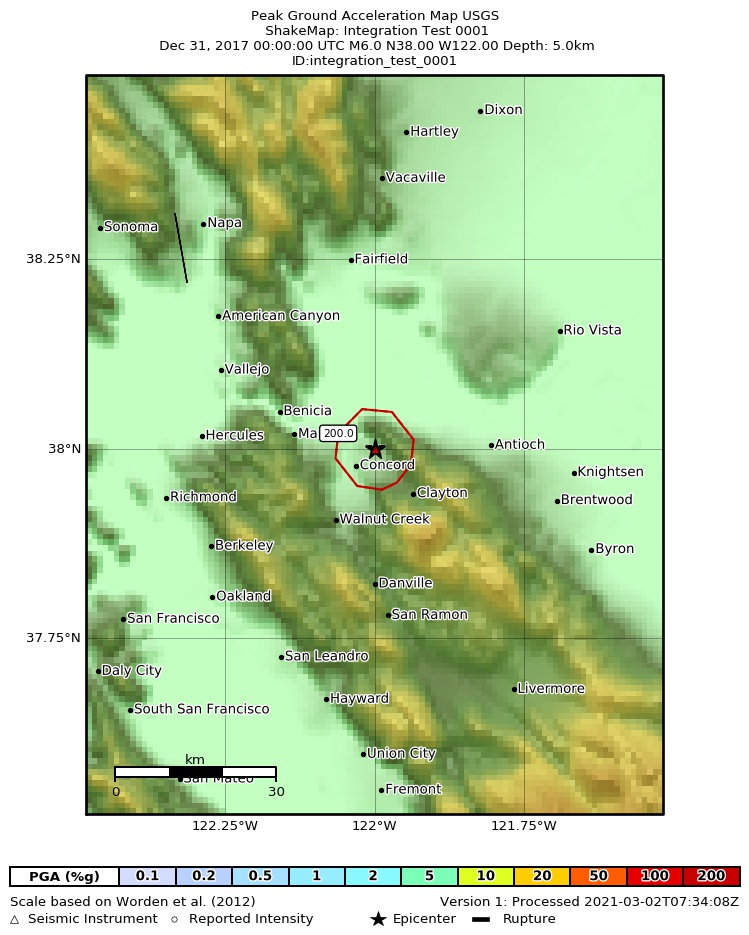 Peak Ground Acceleration Map USGS
ShakeMap: Integration Test 0001
Dec 31, 2017 00:00:00 UTC M6.0 N38.00 W122.00 Depth: 5.0km
ID:integration_test_0001
Dixon
Hartley
Vacaville
Sonoma
Napa
38.25°N
Fairfield
American Canyon
Rio Vista
Vallejo
Benicia
Hercules
200.0
38°N
Antioch
Concord
Knightsen
Richmond
Clayton
Brentwood
Walnut Creek
Berkeley
Byron
Danville
Oakland
San Ramon
San Francisco
37.75°N
San Leandro
Daly City
Livermore
Hayward
South San Francisco
Union City
km
San Mateo
0 30
Fremont
122.25°W 122°W 121.75°W
PGA (%g) 0.1 0.2 0.5 1 2 5 10 20 50 100 200
Scale based on Worden et al. (2012) Version 1: Processed 2021-03-02T07:34:08Z
△ Seismic Instrument ○ Reported Intensity ★ Epicenter Rupture